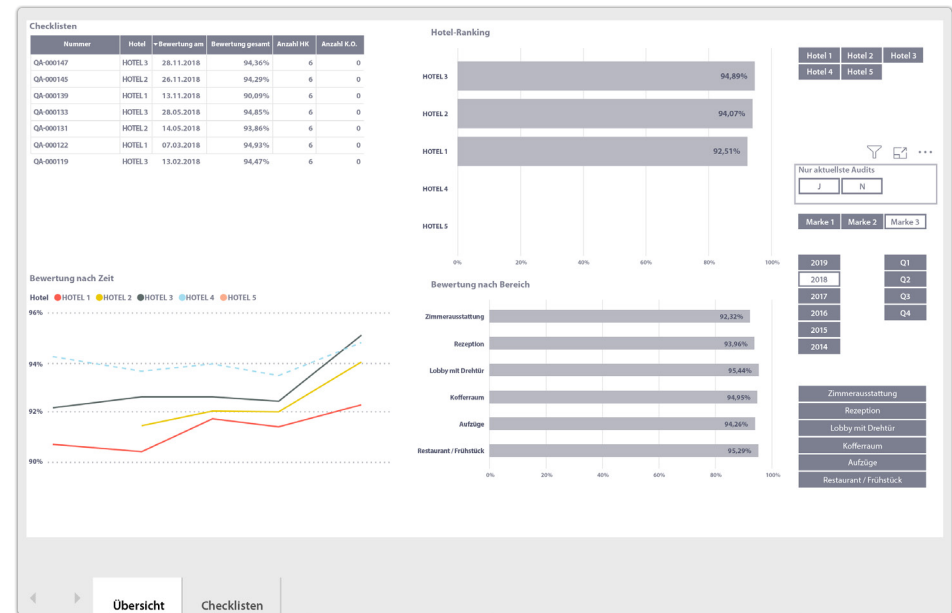 Checklisten
Nummer Hotel Bewertung am Bewertung gesamt Anzahl HK Anzahl K.O.
QA-000147 HOTEL 3 28.11.2018 94,36% 6 0
QA-000145 HOTEL 2 26.11.2018 94,29% 6 0
QA-000139 HOTEL 1 13.11.2018 90,09% 6 0
QA-000133 HOTEL 3 28.05.2018 94,85% 6 0
QA-000131 HOTEL 2 14.05.2018 93,86% 6 0
QA-000122 HOTEL 1 07.03.2018 94,93% 6 0
QA-000119 HOTEL 3 13.02.2018 94,47% 6 0
Hotel-Ranking
HOTEL 3 94,89%
HOTEL 2 94,07%
HOTEL 1 92,51%
HOTEL 4
HOTEL 5
0% 20% 40% 60% 80% 100%
Hotel 1 Hotel 2 Hotel 3
Hotel 4 Hotel 5
Nur aktuellste Audits
J N
Marke 1 Marke 2 Marke 3
2019 Q1
2018 Q2
2017 Q3
2016 Q4
2015
2014
Bewertung nach Zeit
Hotel HOTEL 1 HOTEL 2 HOTEL 3 HOTEL 4 HOTEL 5
96%
94%
92%
90%
Bewertung nach Bereich
Zimmerausstattung 92,32%
Rezeption 93,96%
Lobby mit Drehtür 95,44%
Kofferraum 94,95%
Aufzüge 94,26%
Restaurant / Frühstück 95,29%
0% 20% 40% 60% 80% 100%
Zimmerausstattung
Rezeption
Lobby mit Drehtür
Kofferraum
Aufzüge
Restaurant / Frühstück
Übersicht Checklisten